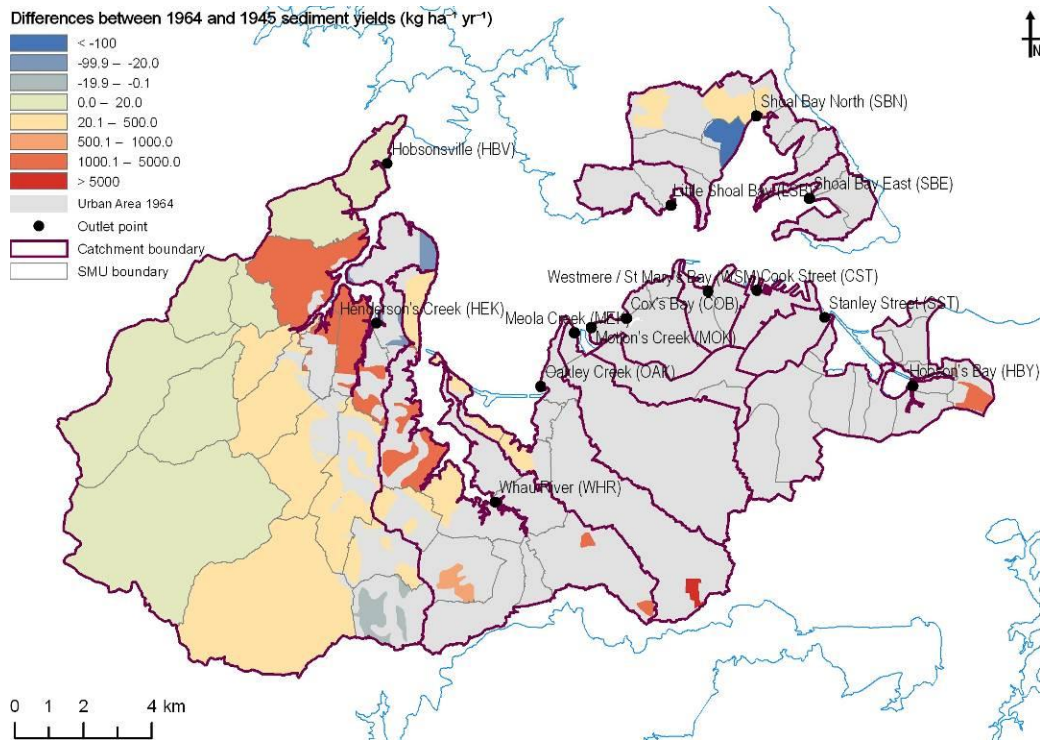 Differences between 1964 and 1945 sediment yields (kg ha⁻¹ yr⁻¹)
< -100
-99.9 – -20.0
-19.9 – -0.1
0.0 – 20.0
20.1 – 500.0
500.1 – 1000.0
1000.1 – 5000.0
> 5000
Urban Area 1964
Outlet point
Catchment boundary
SMU boundary
N
Shoal Bay North (SBN)
Hobsonsville (HBV)
Little Shoal Bay (LSB)
Shoal Bay East (SBE)
Westmere / St Mary's Bay (WSM)
Cook Street (CST)
Henderson's Creek (HEK)
Meola Creek (MEK)
Cox's Bay (COB)
Stanley Street (SST)
Motion's Creek (MOK)
Oakley Creek (OAK)
Hobson's Bay (HBY)
Whau River (WHR)
0 1 2 4 km